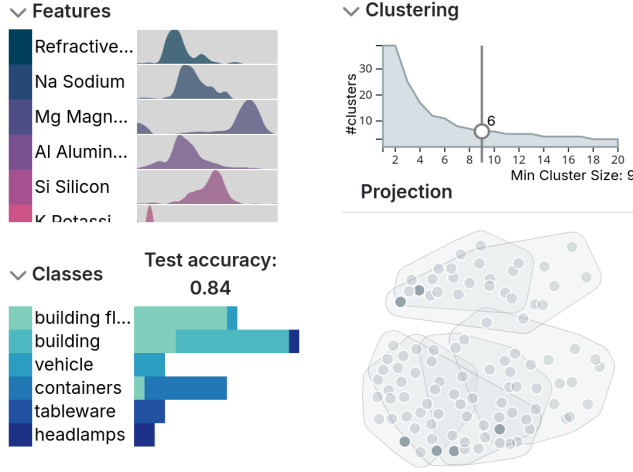 Features
Refractive...
Na Sodium
Mg Magn...
Al Alumin...
Si Silicon
K Potassi
Classes
Test accuracy:
0.84
building fl...
building
vehicle
containers
tableware
headlamps
Clustering
#clusters
30
20
10
6
2 4 6 8 10 12 14 16 18 20
Min Cluster Size: 9
Projection